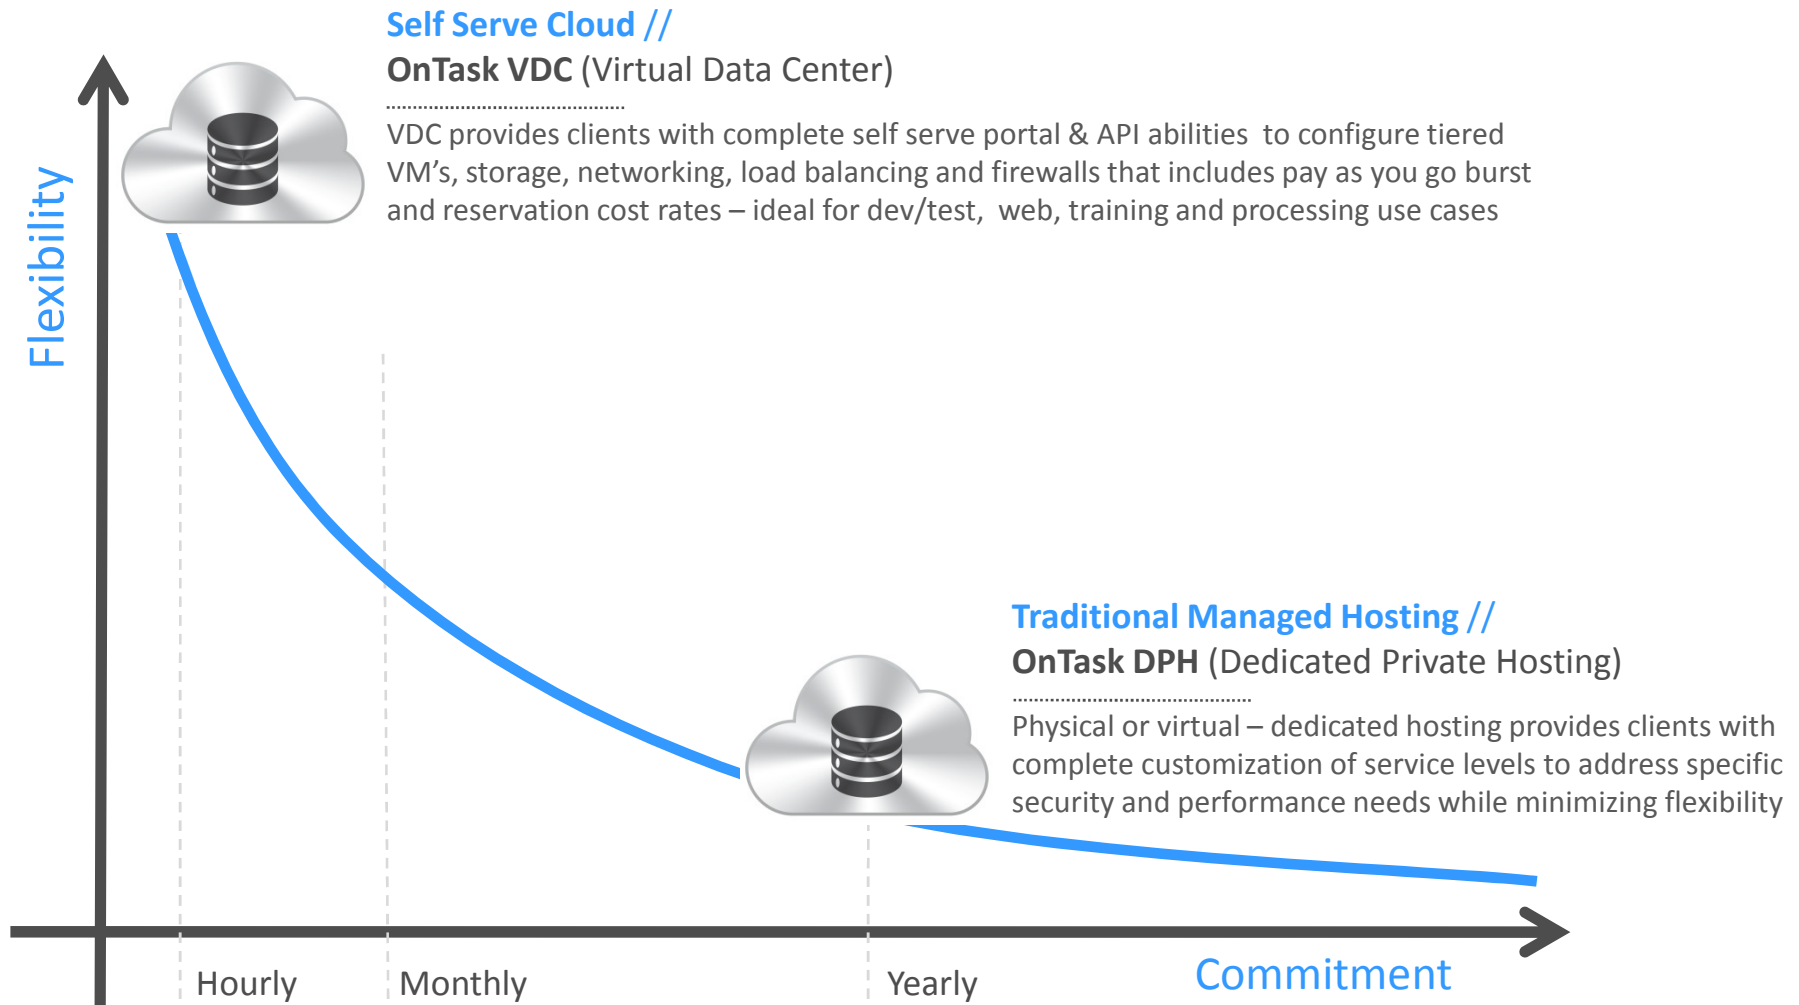 Self Serve Cloud //
OnTask VDC (Virtual Data Center)
VDC provides clients with complete self serve portal & API abilities  to configure tiered
VM’s, storage, networking, load balancing and firewalls that includes pay as you go burst
and reservation cost rates – ideal for dev/test,  web, training and processing use cases
Flexibility
Traditional Managed Hosting //
OnTask DPH (Dedicated Private Hosting)
Physical or virtual – dedicated hosting provides clients with
complete customization of service levels to address specific
security and performance needs while minimizing flexibility
Hourly
Monthly
Yearly
Commitment